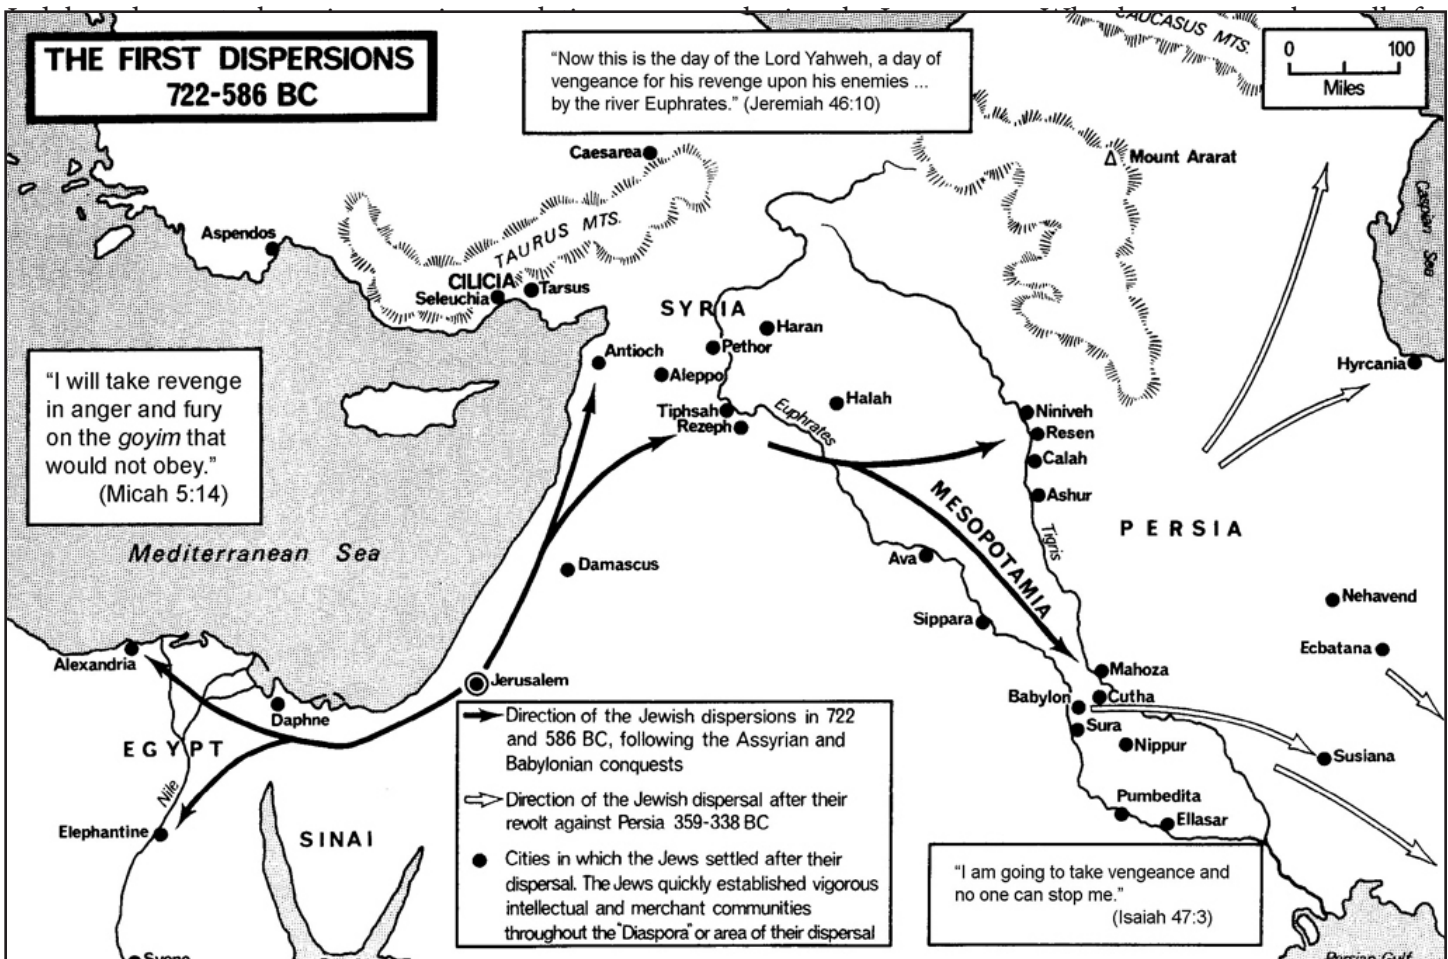 THE FIRST DISPERSIONS
722-586 BC
“Now this is the day of the Lord Yahweh, a day of
vengeance for his revenge upon his enemies ...
by the river Euphrates.” (Jeremiah 46:10)
CAUCASUS MTS.
0 100
Miles
Caesarea
Mount Ararat
Caspian Sea
Aspendos
TAURUS MTS.
CILICIA
Seleuchia
Tarsus
SYRIA
Haran
Pethor
Antioch
Aleppo
Hyrcania
“I will take revenge
in anger and fury
on the goyim that
would not obey.”
(Micah 5:14)
Tiphsah
Rezeph
Euphrates
Halah
Niniveh
Resen
Calah
Ashur
MESOPOTAMIA
Tigris
PERSIA
Mediterranean Sea
Damascus
Ava
Nehavend
Sippara
Ecbatana
Alexandria
Jerusalem
Mahoza
Babylon
Cutha
Daphne
Sura
EGYPT
Nippur
Susiana
Nile
Pumbedita
Ellasar
Elephantine
SINAI
Direction of the Jewish dispersions in 722
and 586 BC, following the Assyrian and
Babylonian conquests
Direction of the Jewish dispersal after their
revolt against Persia 359-338 BC
Cities in which the Jews settled after their
dispersal. The Jews quickly established vigorous
intellectual and merchant communities
throughout the "Diaspora" or area of their dispersal
“I am going to take vengeance and
no one can stop me.”
(Isaiah 47:3)
Syene
Persian Gulf